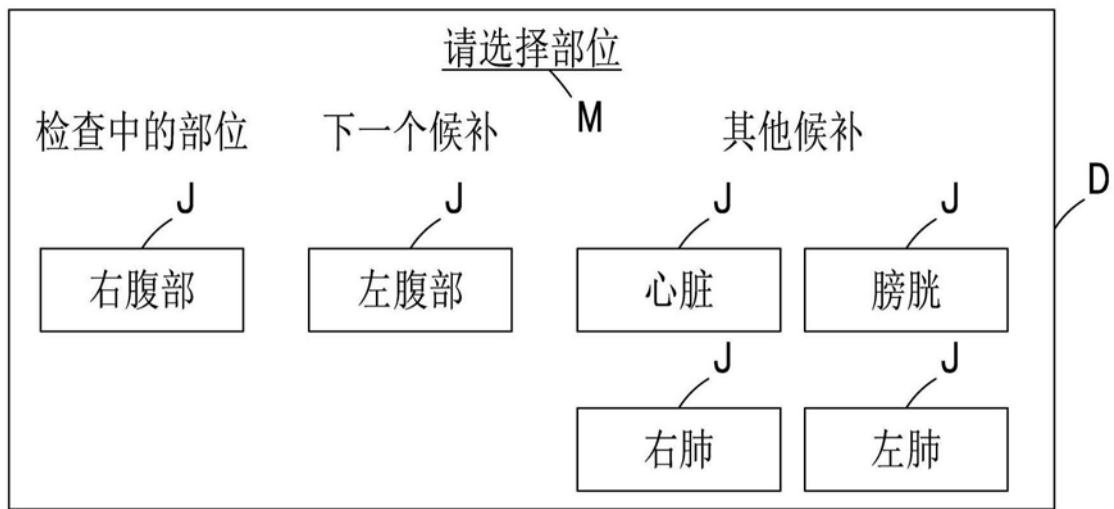 请选择部位
M
检查中的部位 下一个候补 其他候补
D
J J J J
右腹部 左腹部 心脏 膀胱
J J
右肺 左肺